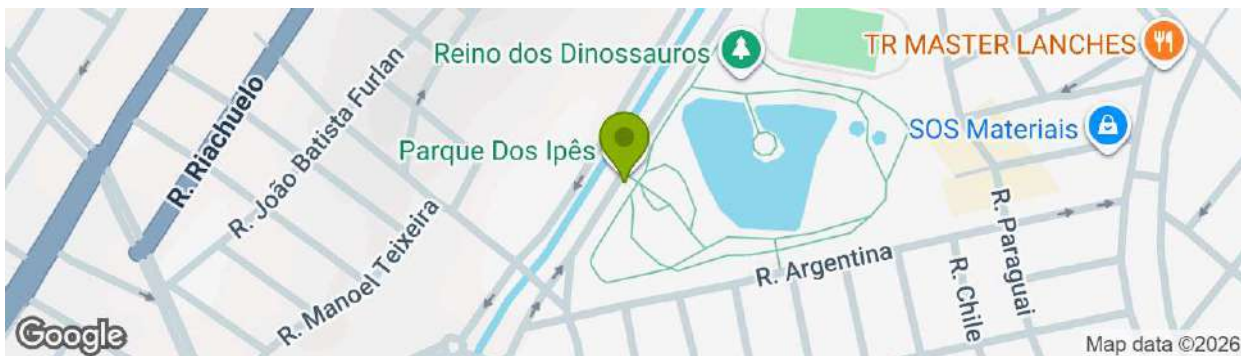 Reino dos Dinossauros
TR MASTER LANCHES
R. Riachuelo
R. João Batista Furlan
Parque Dos Ipês
SOS Materiais
R. Manoel Teixeira
R. Argentina
R. Paraguai
R. Chile
Google
Map data ©2026